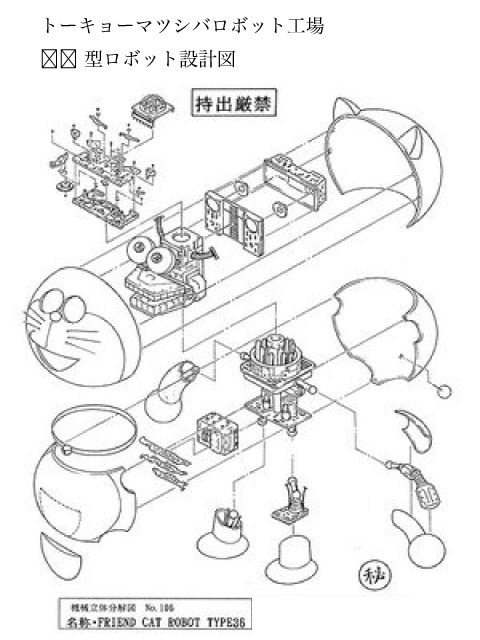 トーキョーマツシバロボット工場
型ロボット設計図
持出厳禁
秘
機械立体分解図 No.106
名称・FRIEND CAT ROBOT TYPE36